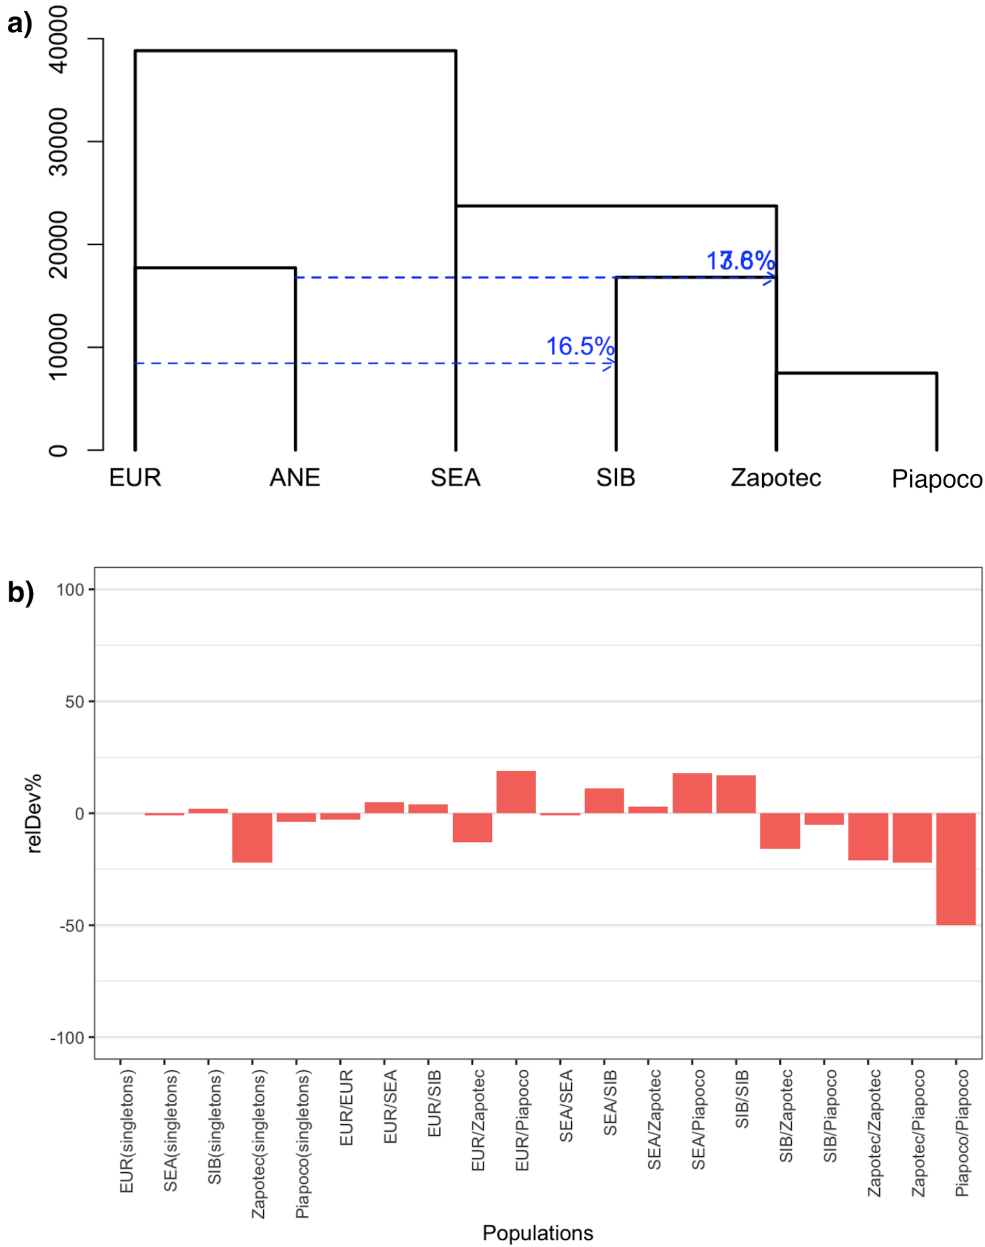 a)
40000
30000
20000
10000
0
16.5%
EUR ANE SEA SIB Zapotec Piapoco
b)
100
50
0
-50
-100
relDev%
EUR(singletons)
SEA(singletons)
SIB(singletons)
Zapotec(singletons)
Piapoco(singletons)
EUR/EUR
EUR/SEA
EUR/SIB
EUR/Zapotec
EUR/Piapoco
SEA/SEA
SEA/SIB
SEA/Zapotec
SEA/Piapoco
SIB/SIB
SIB/Zapotec
SIB/Piapoco
Zapotec/Zapotec
Zapotec/Piapoco
Piapoco/Piapoco
Populations